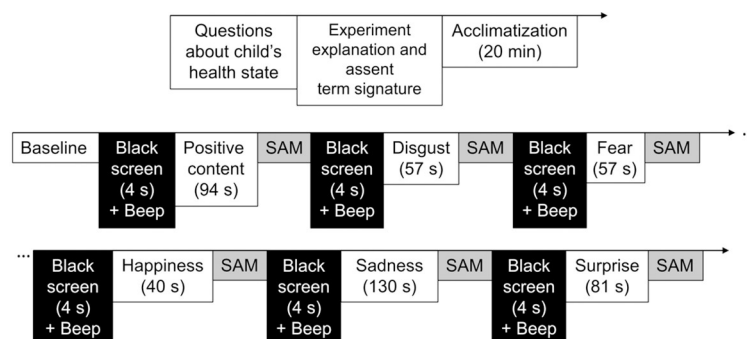 Questions
about child's
health state
Experiment
explanation and
assent
term signature
Acclimatization
(20 min)
Baseline
Black
screen
(4 s)
+ Beep
Positive
content
(94 s)
SAM
Black
screen
(4 s)
+ Beep
Disgust
(57 s)
SAM
Black
screen
(4 s)
+ Beep
Fear
(57 s)
SAM
...
Black
screen
(4 s)
+ Beep
Happiness
(40 s)
SAM
Black
screen
(4 s)
+ Beep
Sadness
(130 s)
SAM
Black
screen
(4 s)
+ Beep
Surprise
(81 s)
SAM